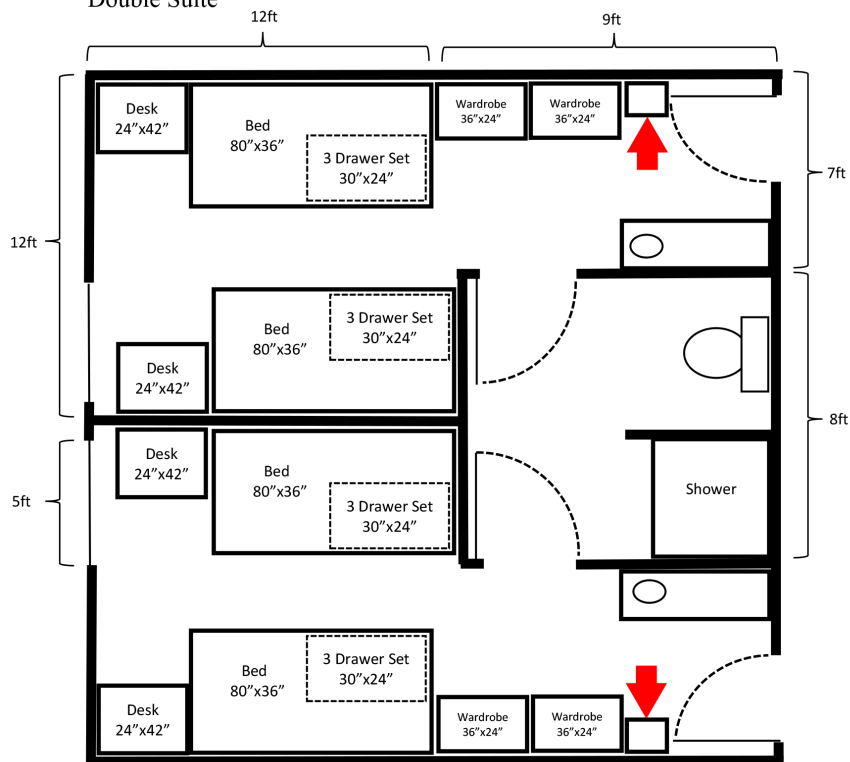 Double Suite
12ft
9ft
Desk
24”x42”
Bed
80”x36”
3 Drawer Set
30”x24”
Wardrobe
36”x24”
Wardrobe
36”x24”
7ft
12ft
Bed
80”x36”
3 Drawer Set
30”x24”
Desk
24”x42”
8ft
Desk
24”x42”
Bed
80”x36”
3 Drawer Set
30”x24”
Shower
5ft
Bed
80”x36”
3 Drawer Set
30”x24”
Desk
24”x42”
Wardrobe
36”x24”
Wardrobe
36”x24”